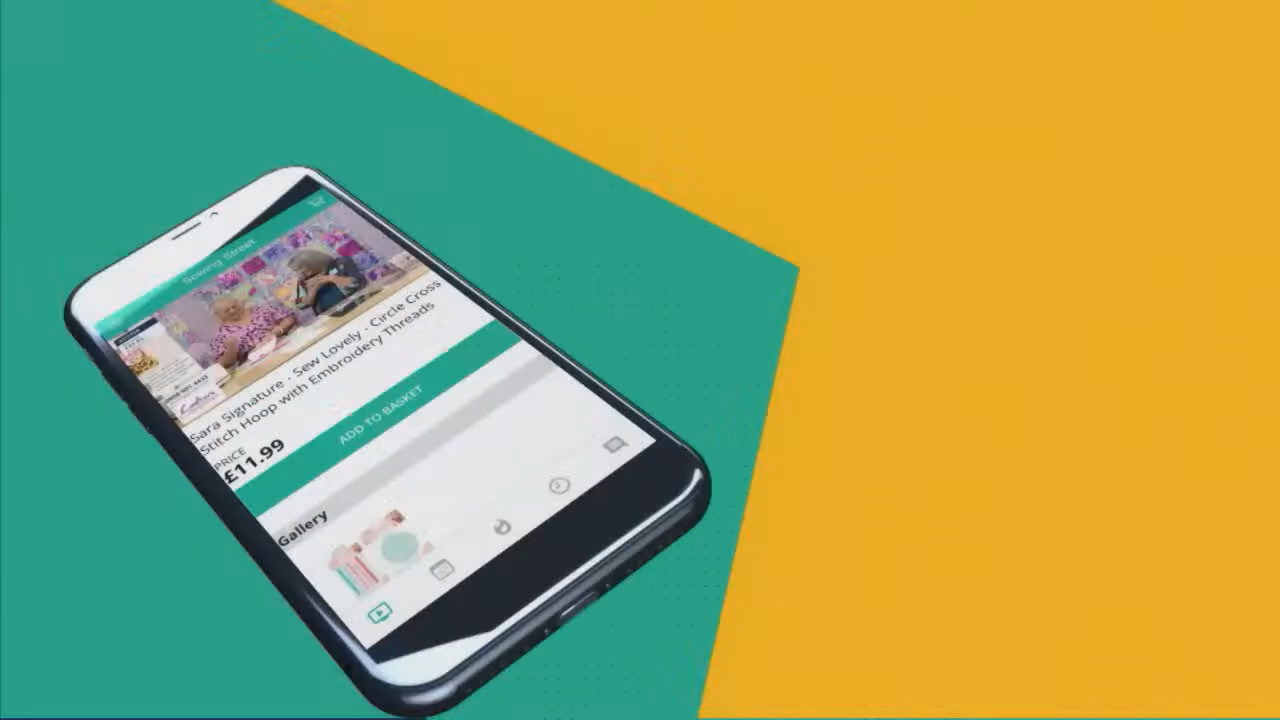 Sewing Street
Sara Signature - Sew Lovely - Circle Cross
Stitch Hoop with Embroidery Threads
PRICE
£11.99
ADD TO BASKET
Gallery